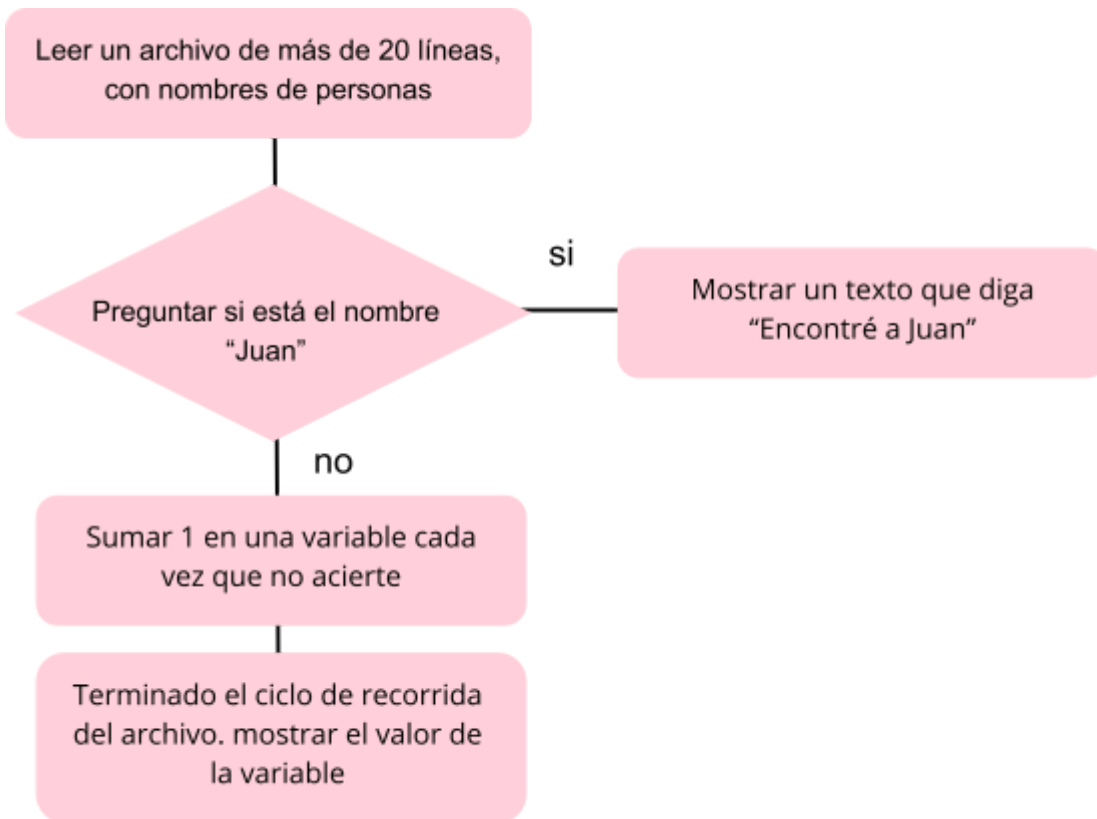 Leer un archivo de más de 20 líneas,
con nombres de personas
si
Preguntar si está el nombre
“Juan”
Mostrar un texto que diga
“Encontré a Juan”
no
Sumar 1 en una variable cada
vez que no acierte
Terminado el ciclo de recorrida
del archivo. mostrar el valor de
la variable